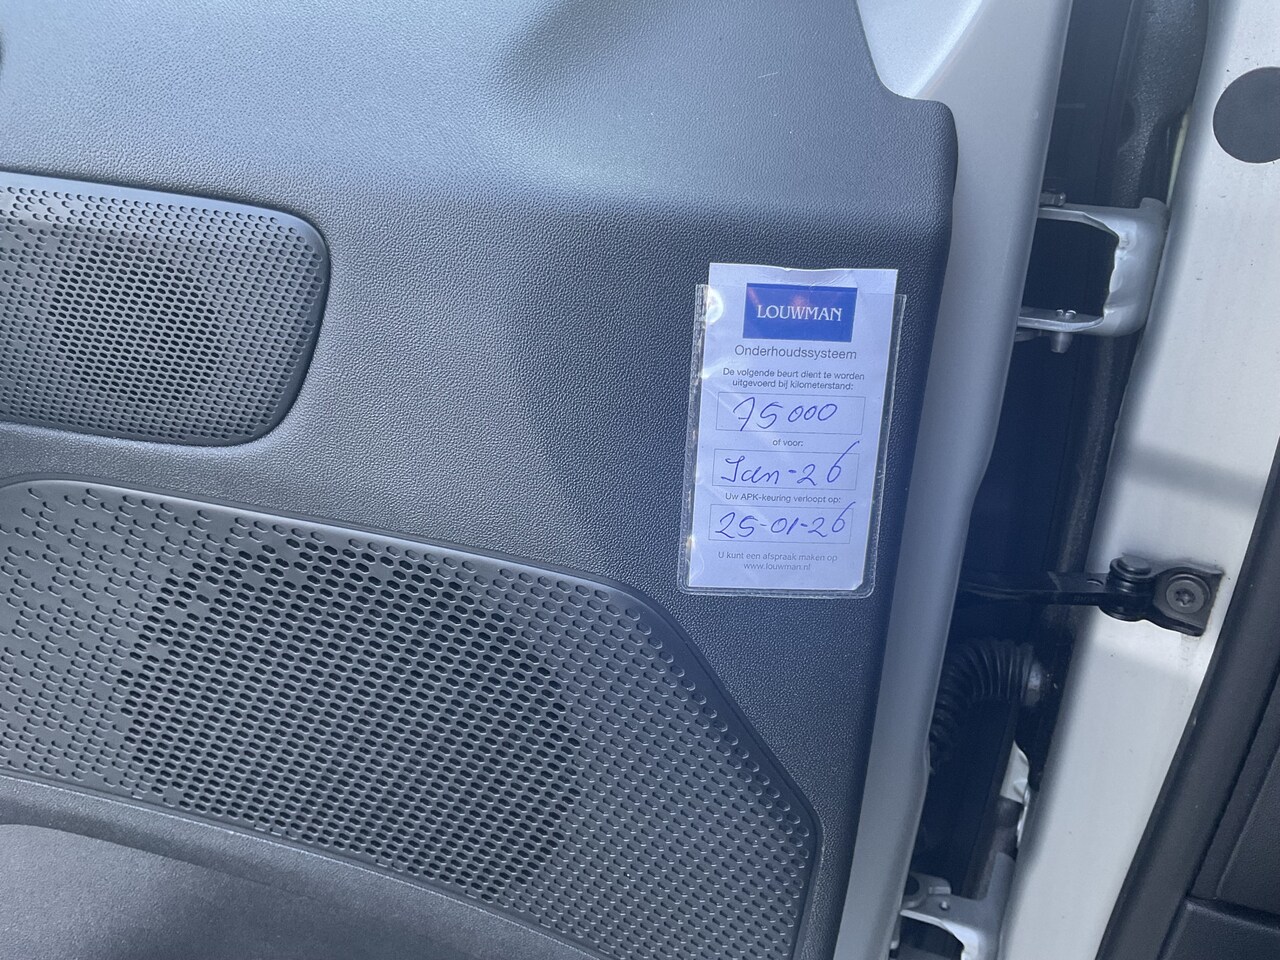 LOUWMAN
Onderhoudssysteem
De volgende beurt dient te worden
uitgevoerd bij kilometerstand:
75000
of voor:
Jan-26
Uw APK-keuring verloopt op:
25-01-26
U kunt een afspraak maken op
www.louwman.nl